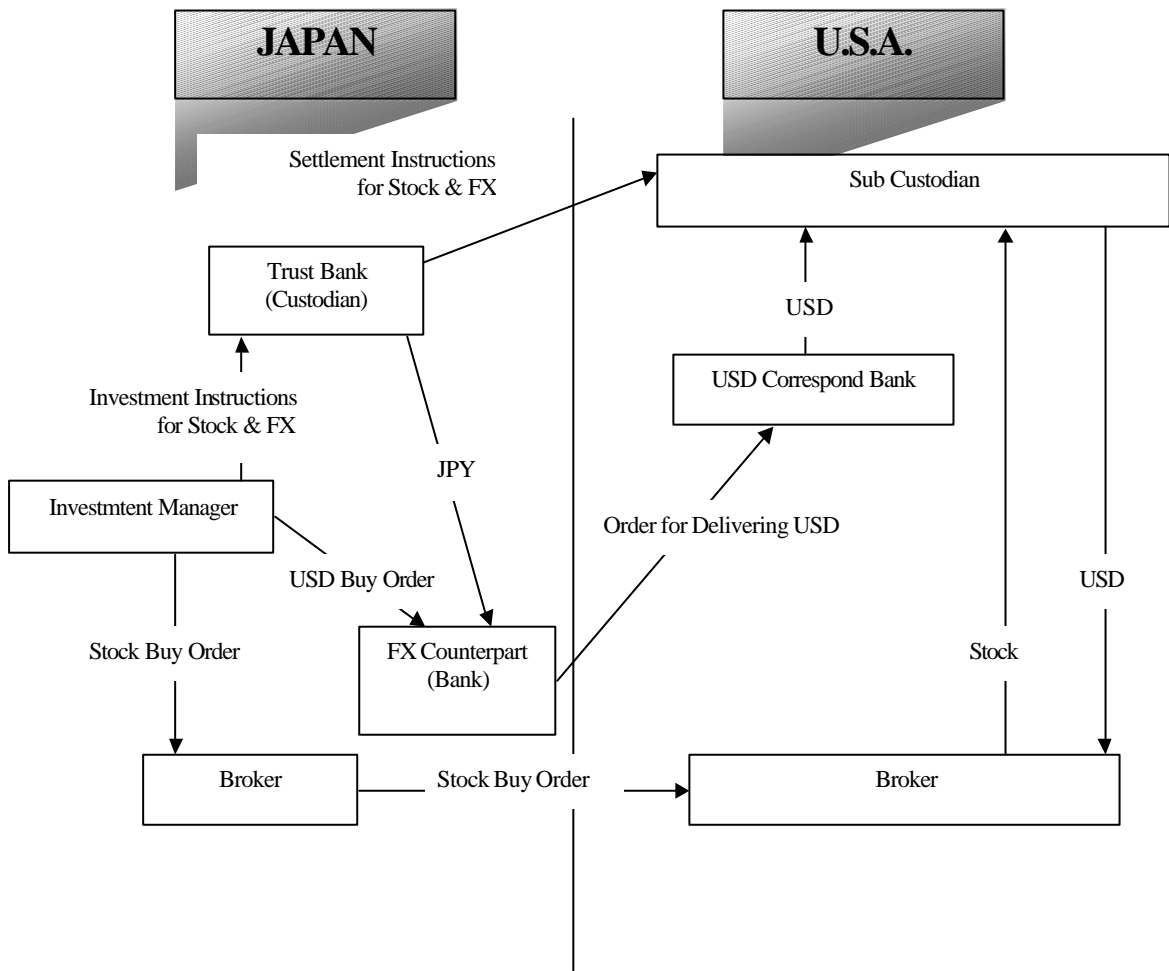 JAPAN
U.S.A.
Settlement Instructions
for Stock & FX
Sub Custodian
Trust Bank
(Custodian)
USD
USD Correspond Bank
Investment Instructions
for Stock & FX
JPY
Investmtent Manager
Order for Delivering USD
USD Buy Order
USD
Stock Buy Order
FX Counterpart
(Bank)
Stock
Broker
Stock Buy Order
Broker